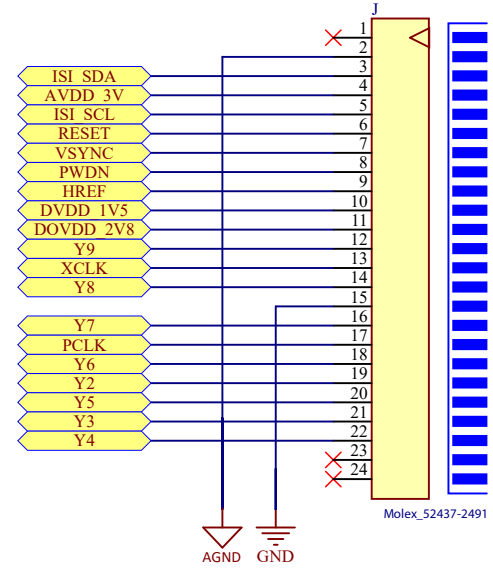 J
1
2
ISI_SDA 3
AVDD_3V 4
ISI_SCL 5
RESET 6
VSYNC 7
PWDN 8
HREF 9
DVDD_1V5 10
DOVDD_2V8 11
Y9 12
XCLK 13
Y8 14
15
Y7 16
PCLK 17
Y6 18
Y2 19
Y5 20
Y3 21
Y4 22
23
24
Molex_52437-2491
AGND GND